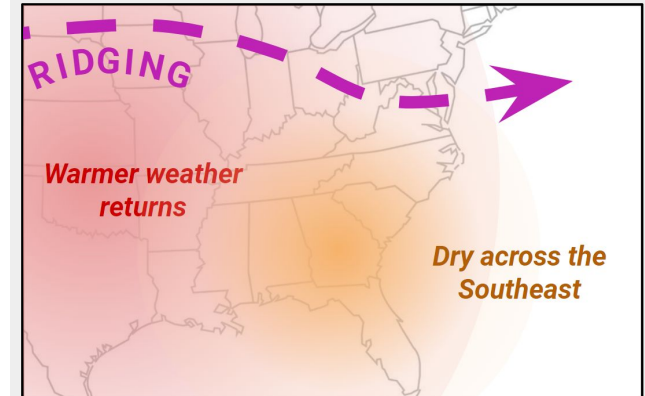 RIDGING
Warmer weather
returns
Dry across the
Southeast